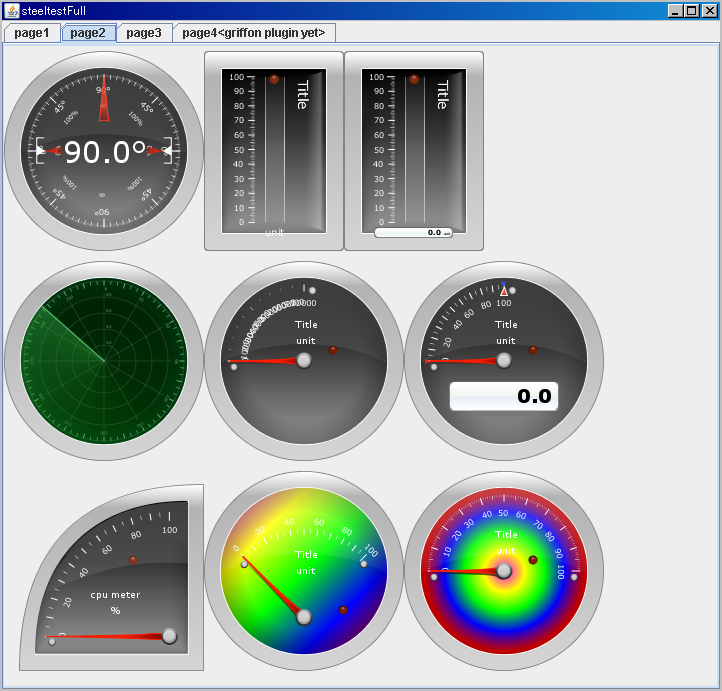 steeltestFull
page1 page2 page3 page4<griffon plugin yet>
90°
45° 45°
100% 100%
90.0°
100% 100%
45° 45°
∞
90°
100
90
80
70
60
50
40
30
20
10
0
Title
unit
100
90
80
70
60
50
40
30
20
10
0
Title
0.0
Title
unit
0 20 40 60 80 100
Title
unit
0.0
0 20 40 60 80 100
cpu meter
%
0 20 40 60 80 100
Title
unit
0 10 20 30 40 50 60 70 80 90 100
Title
unit